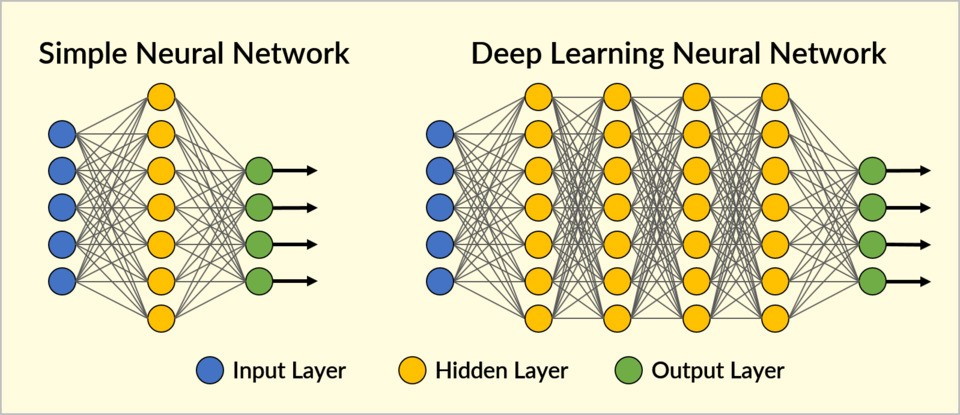 Simple Neural Network
Deep Learning Neural Network
Input Layer
Hidden Layer
Output Layer